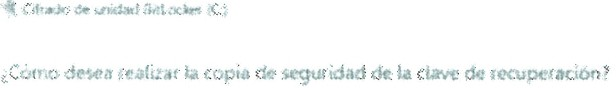 Cifrado de unidad BitLocker (C:)
¿Cómo desea realizar la copia de seguridad de la clave de recuperación?